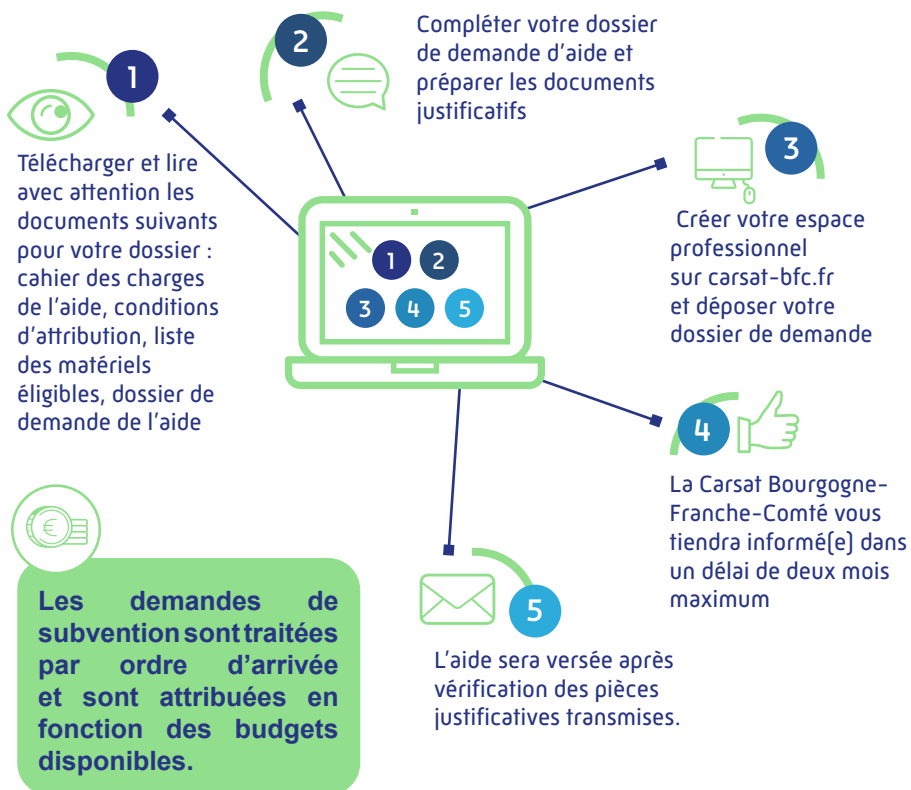 1
Télécharger et lire
avec attention les
documents suivants
pour votre dossier :
cahier des charges
de l'aide, conditions
d'attribution, liste
des matériels
éligibles, dossier de
demande de l'aide
2
Compléter votre dossier
de demande d'aide et
préparer les documents
justificatifs
3
Créer votre espace
professionnel
sur carsat-bfc.fr
et déposer votre
dossier de demande
1 2
3 4 5
4
La Carsat Bourgogne-
Franche-Comté vous
tiendra informé(e) dans
un délai de deux mois
maximum
5
L'aide sera versée après
vérification des pièces
justificatives transmises.
€
Les demandes de
subvention sont traitées
par ordre d'arrivée
et sont attribuées en
fonction des budgets
disponibles.